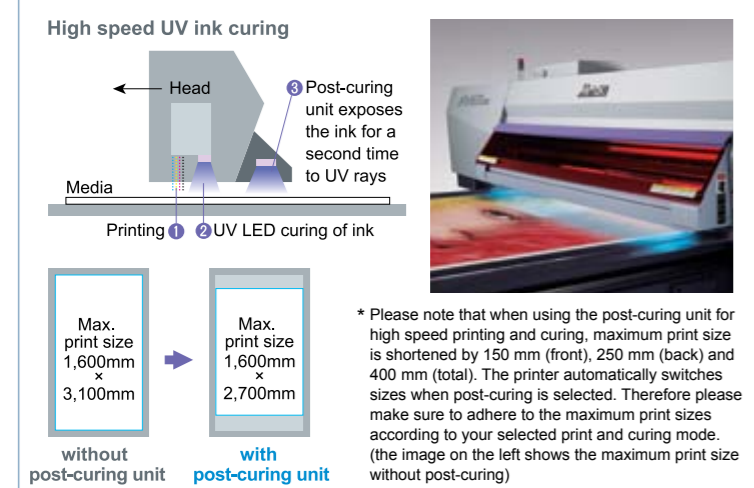 High speed UV ink curing
Head
❸ Post-curing
unit exposes
the ink for a
second time
to UV rays
Media
Printing ❶ ❷ UV LED curing of ink
Max.
print size
1,600mm
×
3,100mm
without
post-curing unit
Max.
print size
1,600mm
×
2,700mm
with
post-curing unit
* Please note that when using the post-curing unit for
high speed printing and curing, maximum print size
is shortened by 150 mm (front), 250 mm (back) and
400 mm (total). The printer automatically switches
sizes when post-curing is selected. Therefore please
make sure to adhere to the maximum print sizes
according to your selected print and curing mode.
(the image on the left shows the maximum print size
without post-curing)